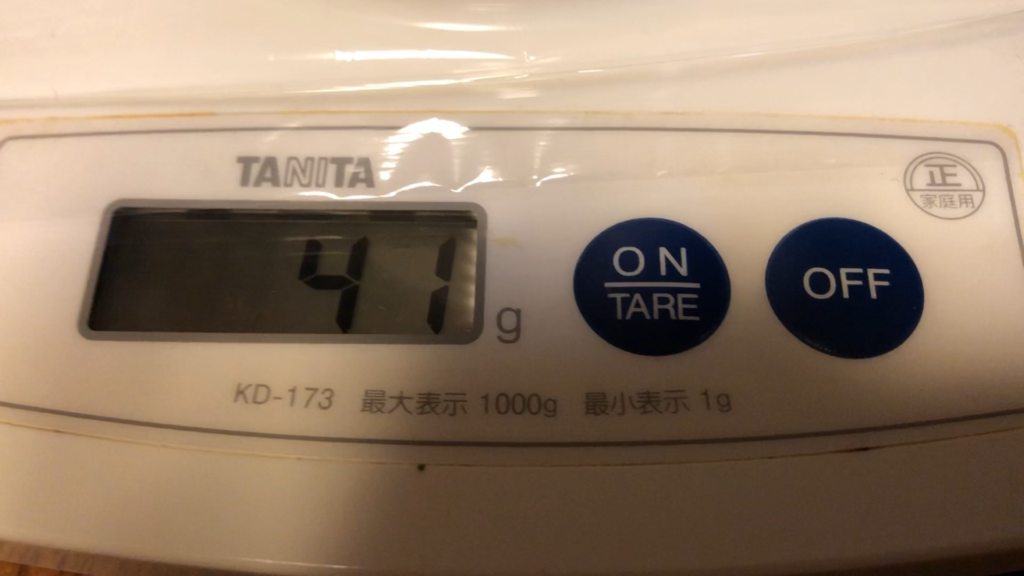 TANITA
正
家庭用
41 g
ON
TARE
OFF
KD-173 最大表示 1000g 最小表示 1g